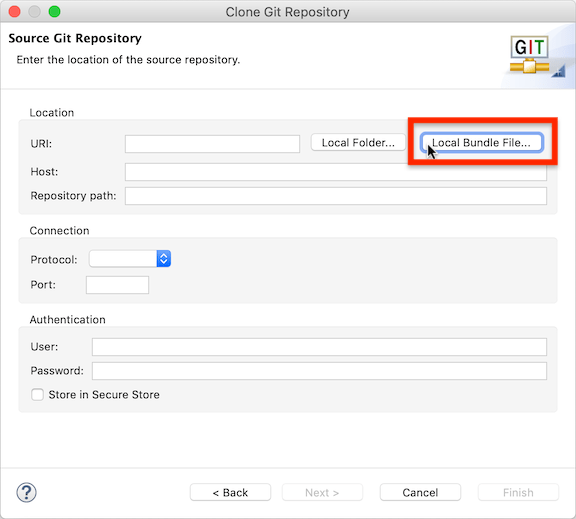 Clone Git Repository
Source Git Repository
Enter the location of the source repository.
GIT
Location
URI:
Local Folder...
Local Bundle File...
Host:
Repository path:
Connection
Protocol:
Port:
Authentication
User:
Password:
Store in Secure Store
?
< Back
Next >
Cancel
Finish